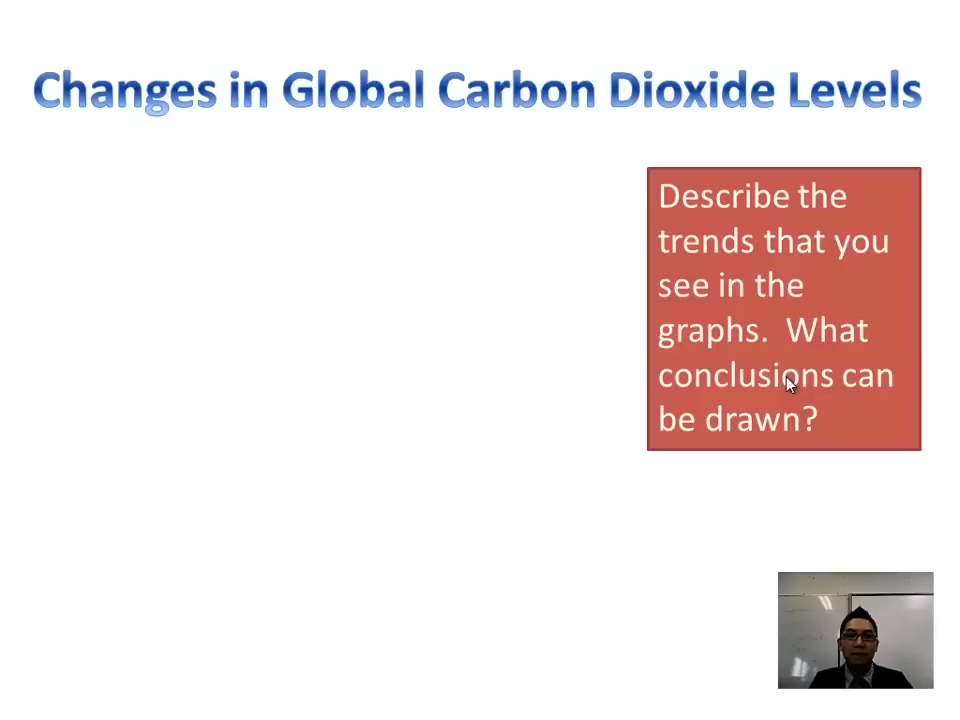 Changes in Global Carbon Dioxide Levels
Describe the
trends that you
see in the
graphs.  What
conclusions can
be drawn?